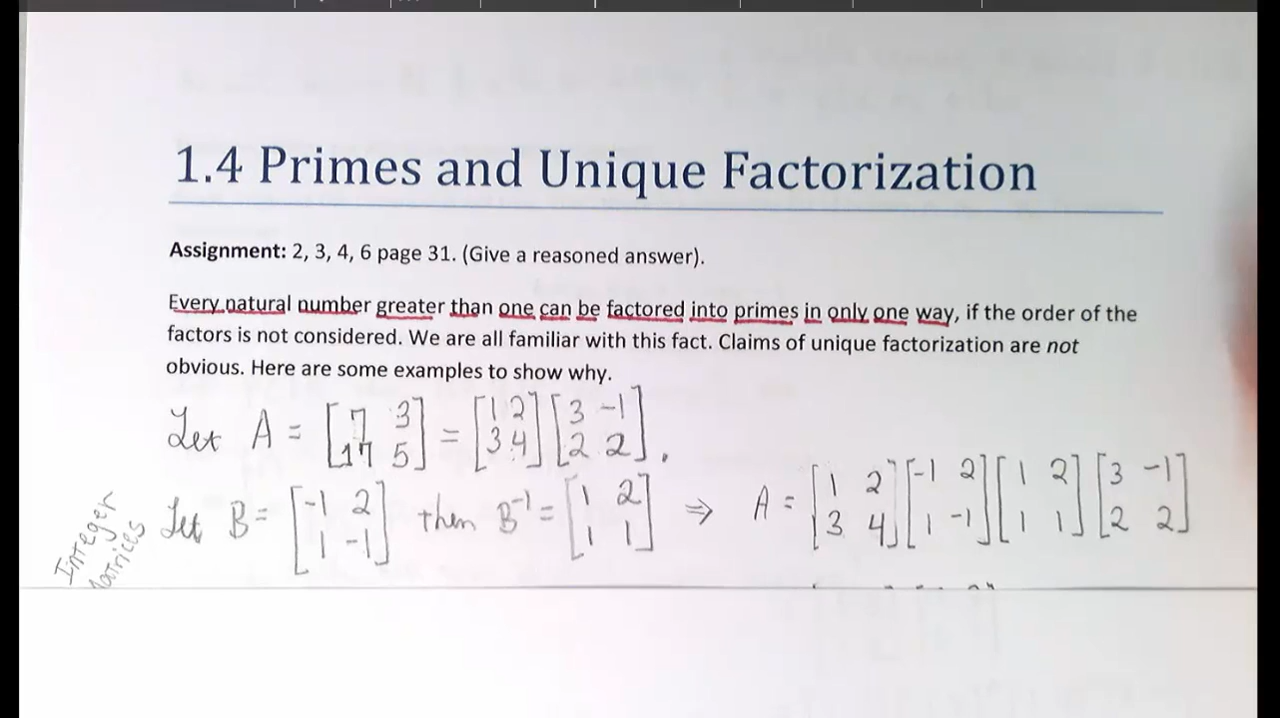 1.4 Primes and Unique Factorization
Assignment: 2, 3, 4, 6 page 31. (Give a reasoned answer).
Every natural number greater than one can be factored into primes in only one way, if the order of the
factors is not considered. We are all familiar with this fact. Claims of unique factorization are not
obvious. Here are some examples to show why.
Let A = [7 3; 17 5] = [1 2; 3 4] [3 -1; 2 2].
Let B = [-1 2; 1 -1] then B⁻¹ = [1 2; 1 1] ⇒ A = [1 2; 3 4] [-1 2; 1 -1] [1 2; 1 1] [3 -1; 2 2]
Integer
Matrices